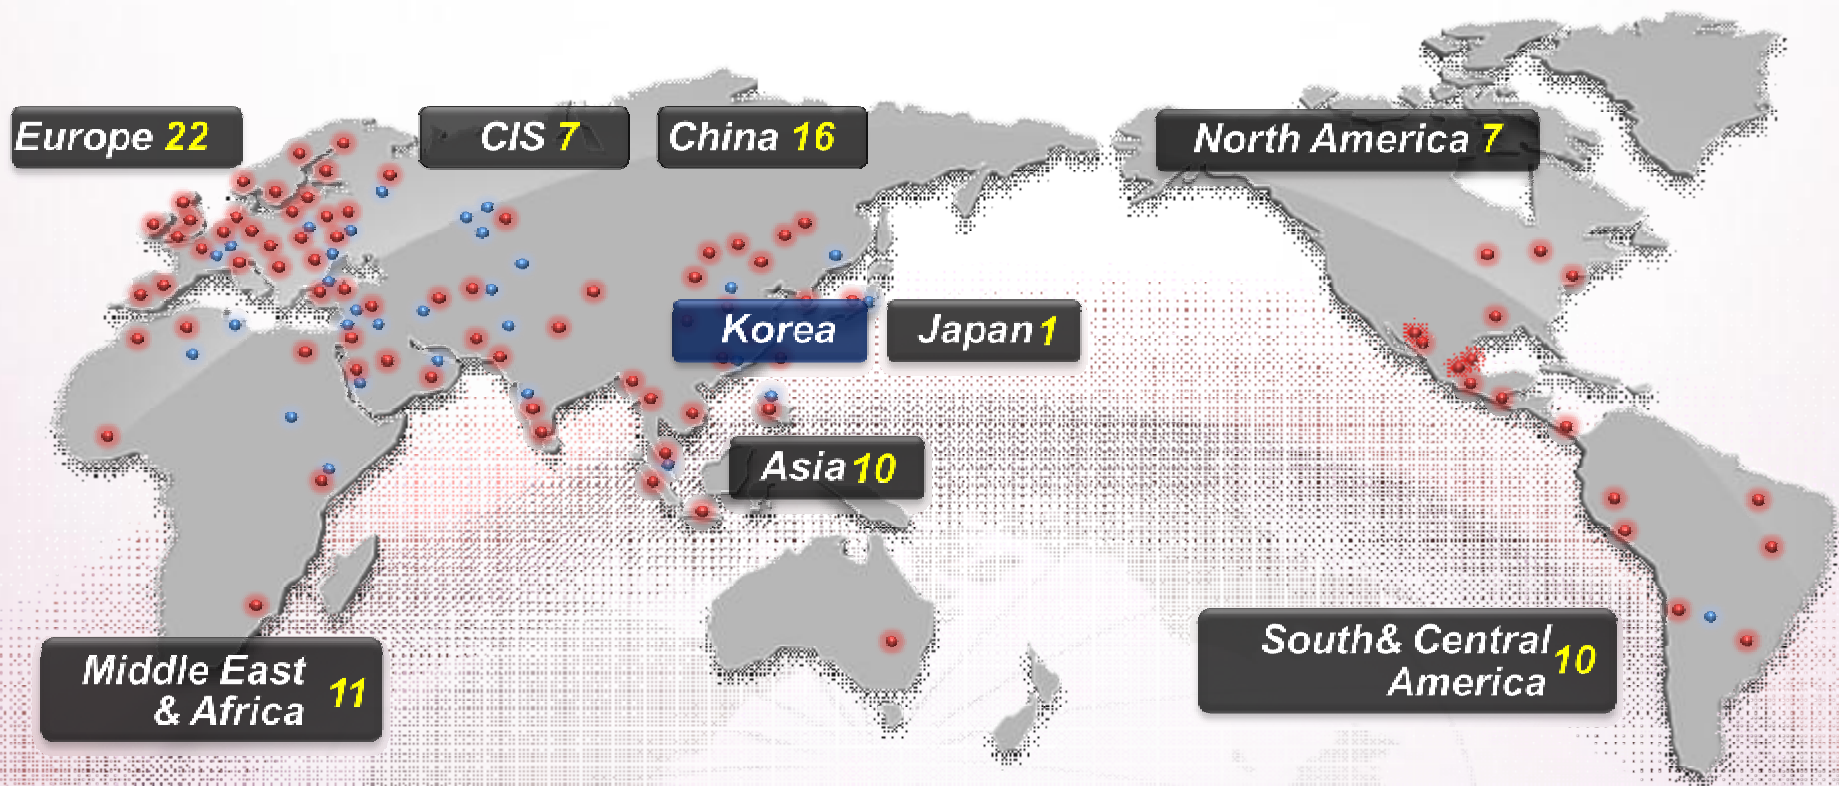 Europe 22
CIS 7
China 16
North America 7
Korea
Japan 1
Asia 10
Middle East
& Africa 11
South& Central
America 10